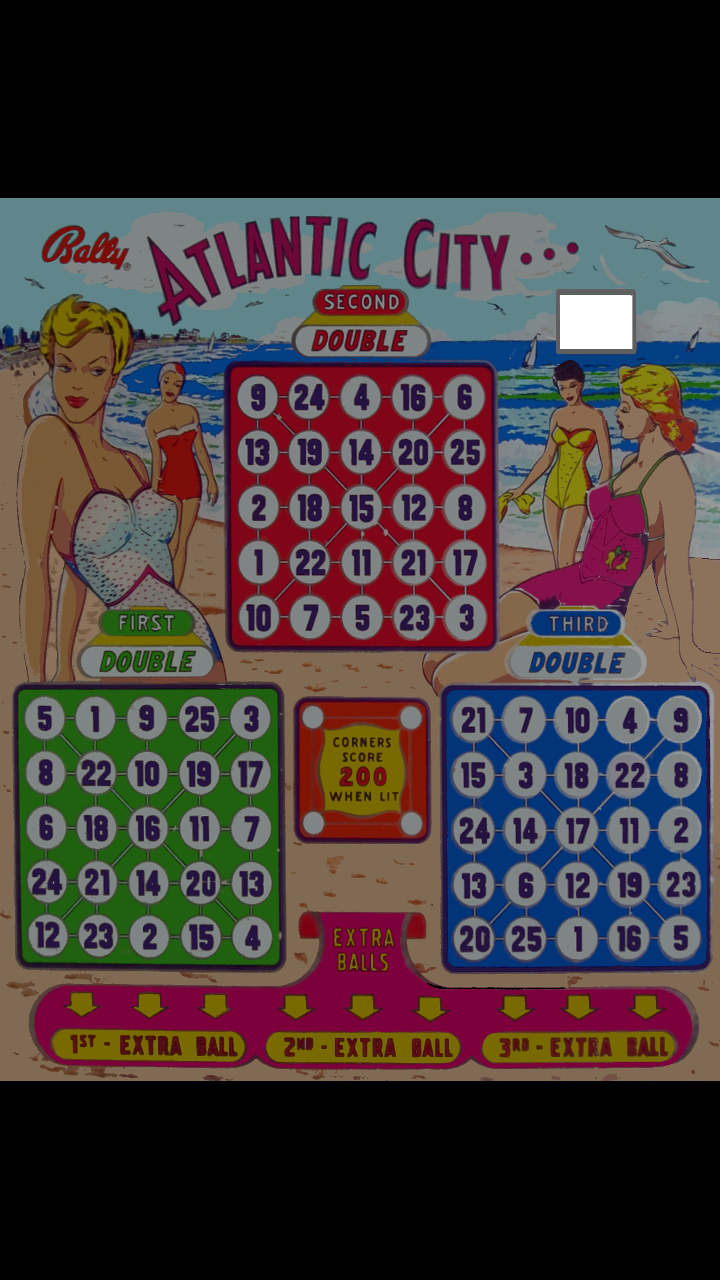 Bally®
ATLANTIC CITY...
SECOND
DOUBLE
9 24 4 16 6
13 19 14 20 25
2 18 15 12 8
1 22 11 21 17
10 7 5 23 3
FIRST
DOUBLE
5 1 9 25 3
8 22 10 19 17
6 18 16 11 7
24 21 14 20 13
12 23 2 15 4
CORNERS
SCORE
200
WHEN LIT
THIRD
DOUBLE
21 7 10 4 9
15 3 18 22 8
24 14 17 11 2
13 6 12 19 23
20 25 1 16 5
EXTRA
BALLS
1ST - EXTRA BALL
2ND - EXTRA BALL
3RD - EXTRA BALL